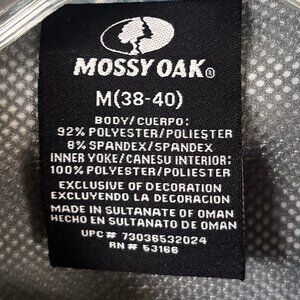 MOSSY OAK®
M(38-40)
BODY/CUERPO:
92% POLYESTER/POLIESTER
8% SPANDEX/SPANDEX
INNER YOKE/CANESU INTERIOR:
100% POLYESTER/POLIESTER
EXCLUSIVE OF DECORATION
EXCLUYENDO LA DECORACION
MADE IN SULTANATE OF OMAN
HECHO EN SULTANATO DE OMAN
UPC# 73036532024
RN# 53166